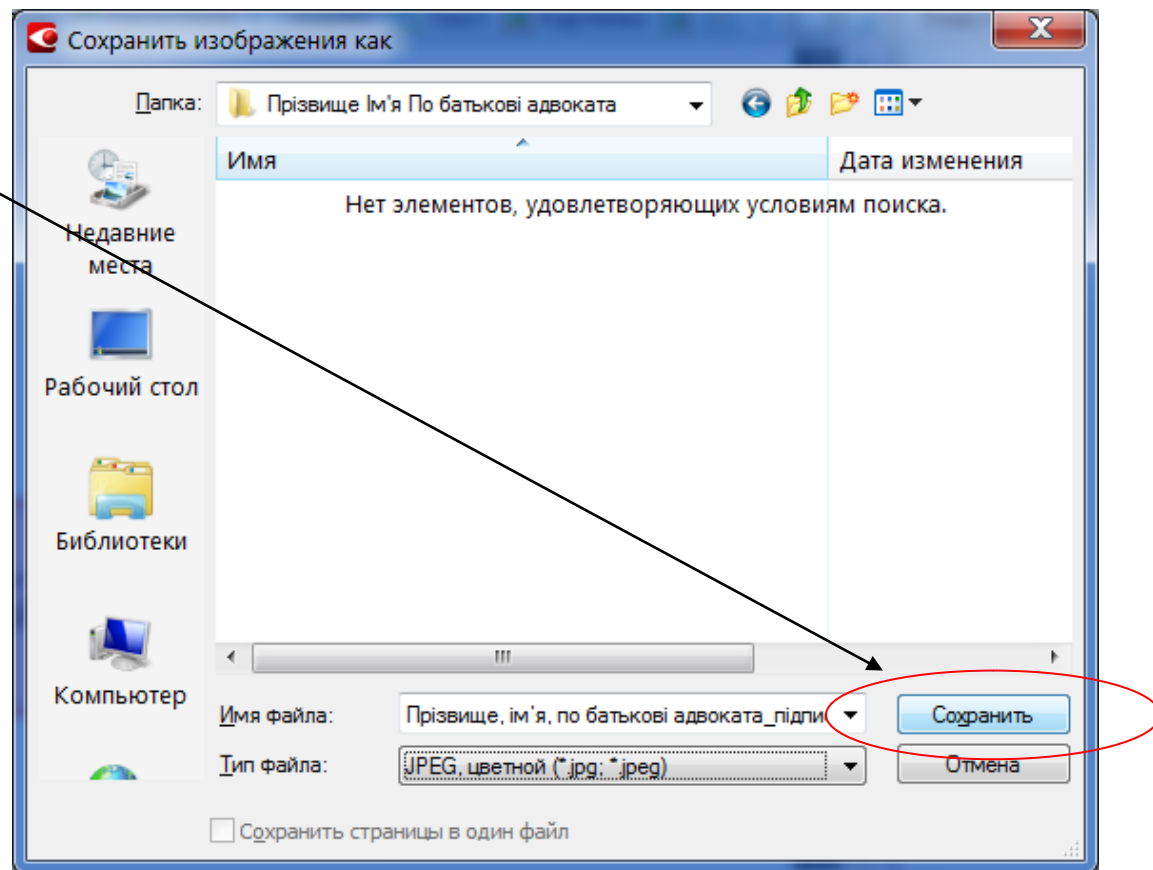 Сохранить изображения как
Папка: Прізвище Ім'я По батькові адвоката
Имя Дата изменения
Нет элементов, удовлетворяющих условиям поиска.
Недавние
места
Рабочий стол
Библиотеки
Компьютер
Имя файла: Прізвище, ім'я, по батькові адвоката_підпи Сохранить
Тип файла: JPEG, цветной (*.jpg; *.jpeg) Отмена
Сохранить страницы в один файл